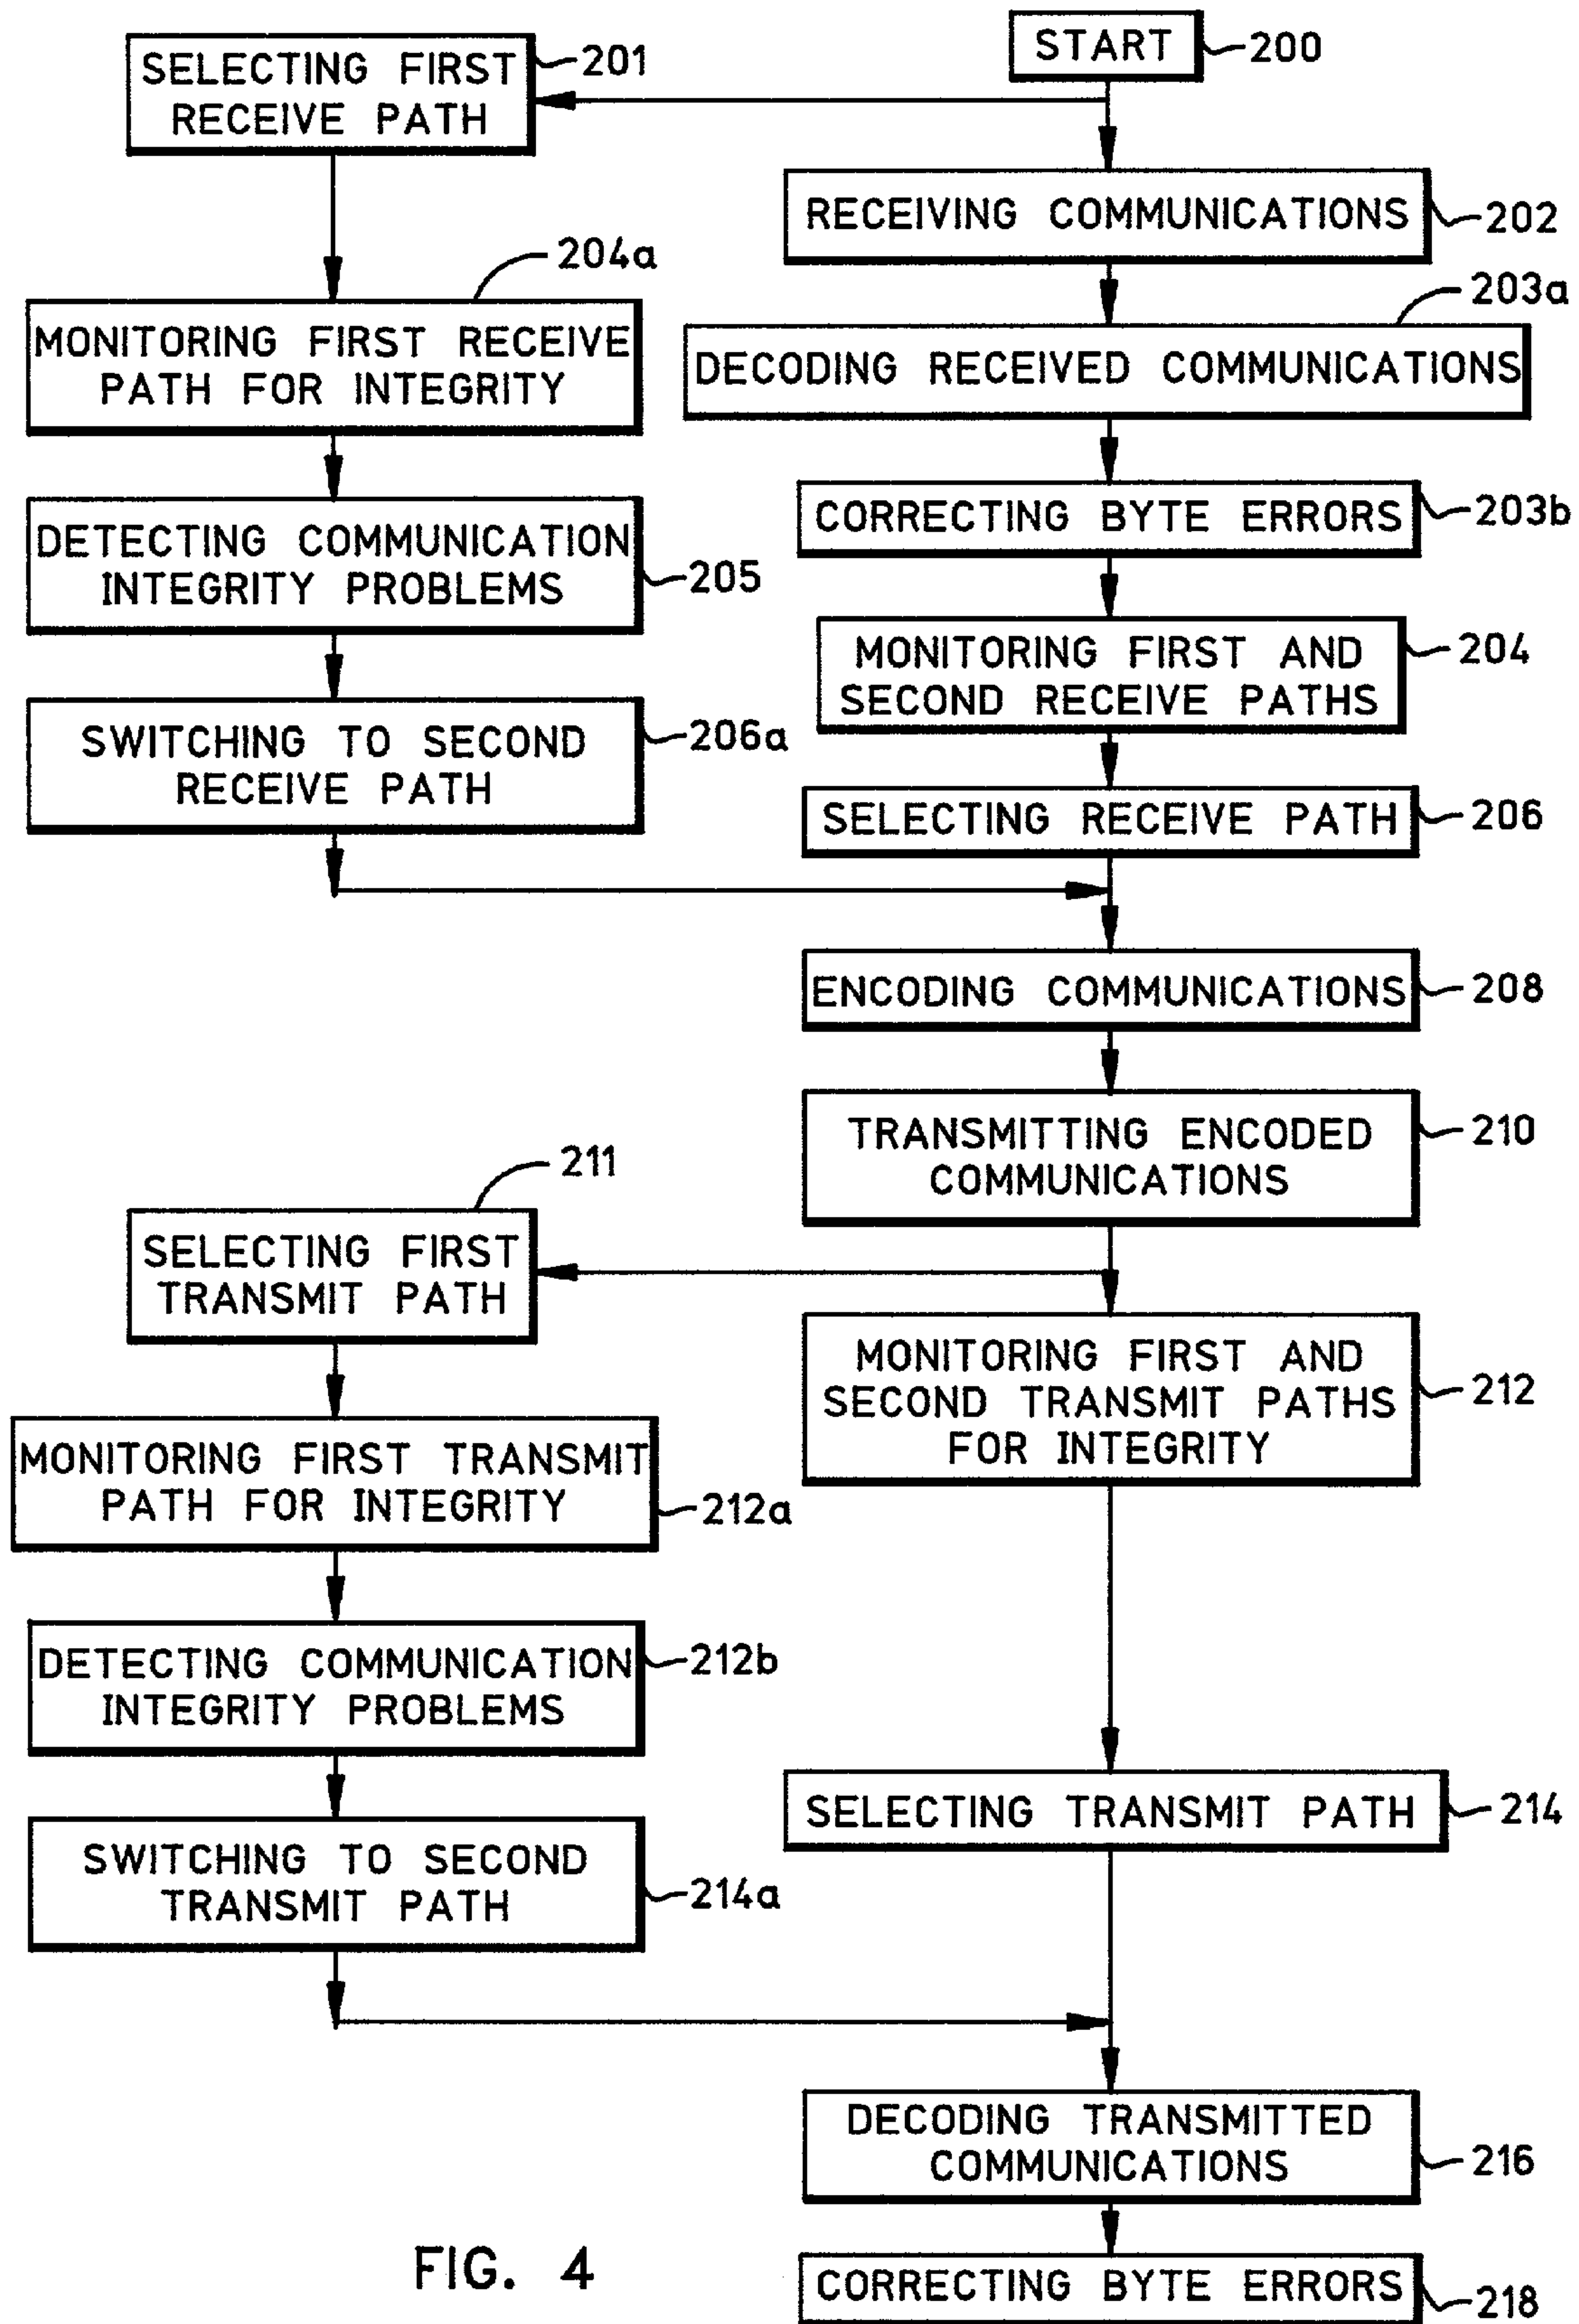 START
200
SELECTING FIRST
RECEIVE PATH
201
RECEIVING COMMUNICATIONS
202
204a
MONITORING FIRST RECEIVE
PATH FOR INTEGRITY
203a
DECODING RECEIVED COMMUNICATIONS
CORRECTING BYTE ERRORS
203b
DETECTING COMMUNICATION
INTEGRITY PROBLEMS
205
MONITORING FIRST AND
SECOND RECEIVE PATHS
204
SWITCHING TO SECOND
RECEIVE PATH
206a
SELECTING RECEIVE PATH
206
ENCODING COMMUNICATIONS
208
TRANSMITTING ENCODED
COMMUNICATIONS
210
211
SELECTING FIRST
TRANSMIT PATH
MONITORING FIRST AND
SECOND TRANSMIT PATHS
FOR INTEGRITY
212
MONITORING FIRST TRANSMIT
PATH FOR INTEGRITY
212a
DETECTING COMMUNICATION
INTEGRITY PROBLEMS
212b
SELECTING TRANSMIT PATH
214
SWITCHING TO SECOND
TRANSMIT PATH
214a
DECODING TRANSMITTED
COMMUNICATIONS
216
CORRECTING BYTE ERRORS
218
FIG. 4